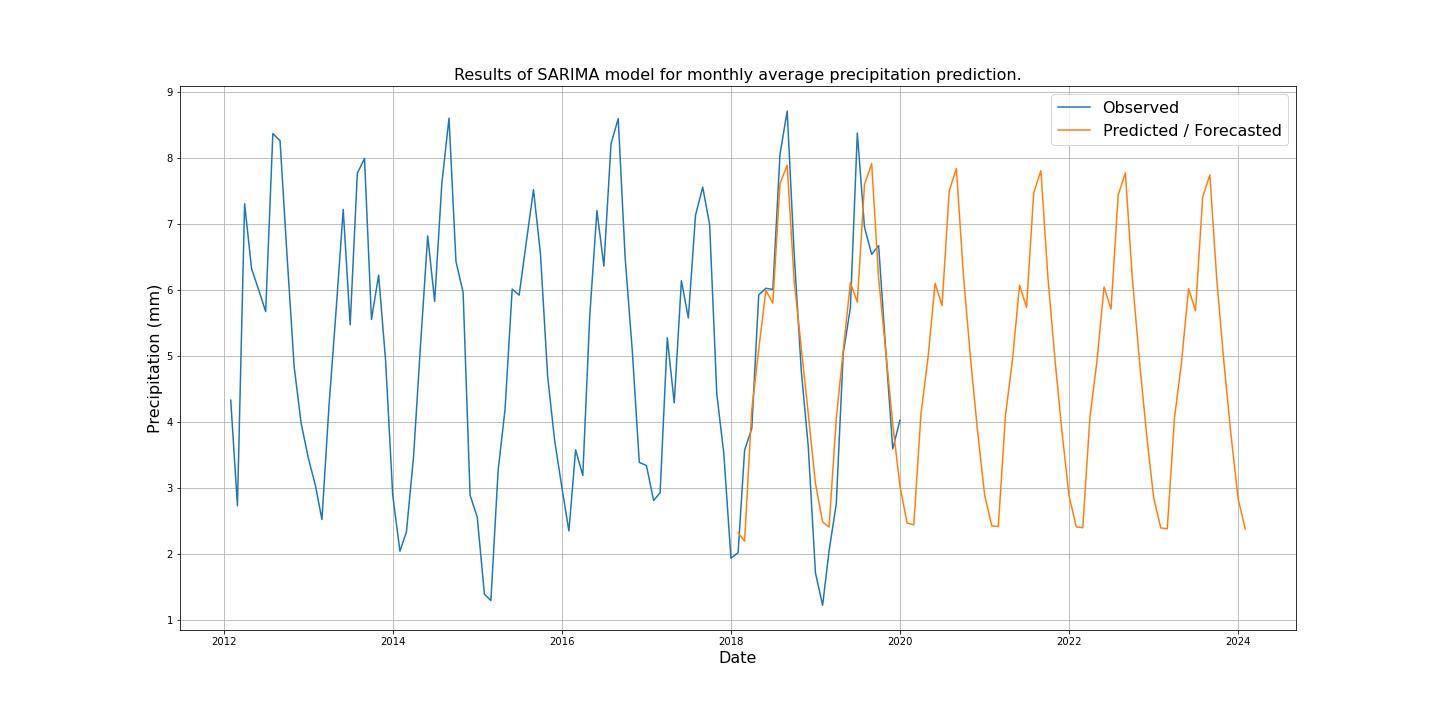 Results of SARIMA model for monthly average precipitation prediction.
Observed
Predicted / Forecasted
Precipitation (mm)
9
8
7
6
5
4
3
2
1
2012 2014 2016 2018 2020 2022 2024
Date